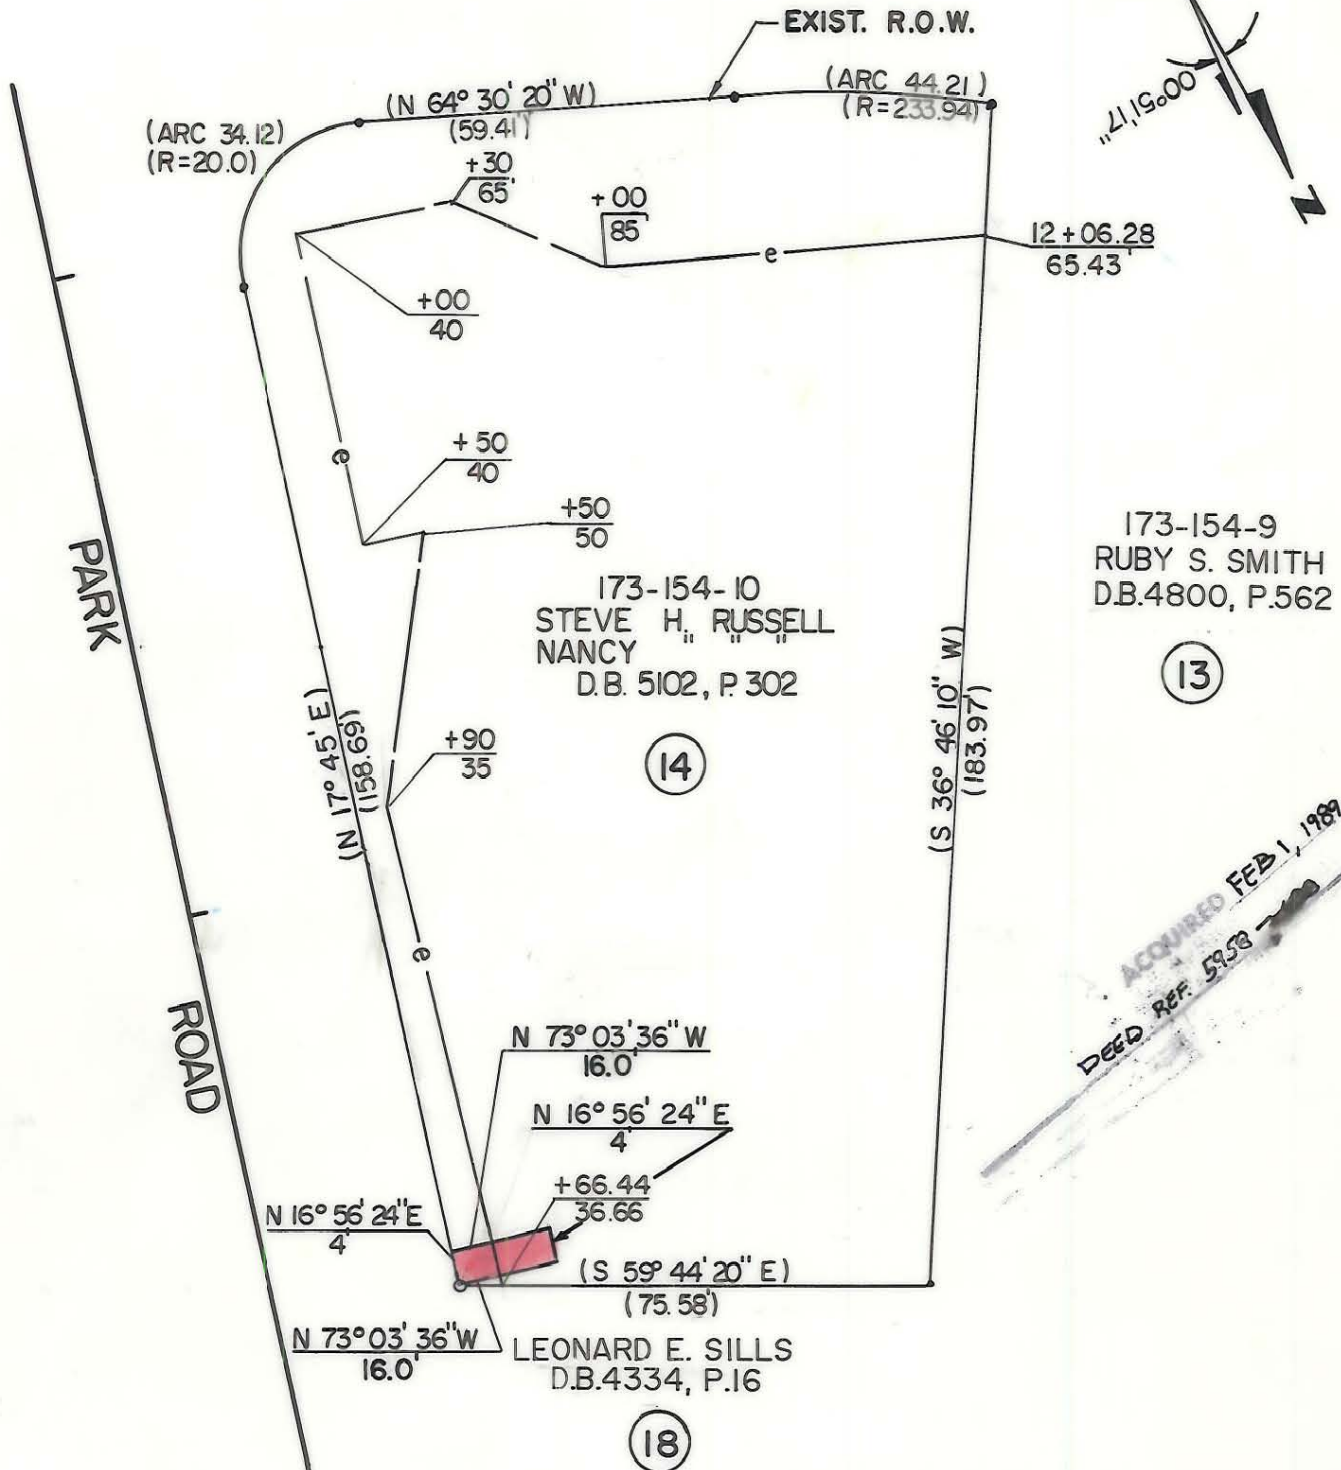 EXIST. R.O.W.
(N 64° 30' 20" W)
(59.41')
(ARC 44.21)
(R=233.94)
(ARC 34.12)
(R=20.0)
00°51'17"
N
+30
65'
+00
85'
e
12+06.28
65.43'
+00
40
e
+50
40
+50
50
PARK
173-154-10
STEVE H. RUSSELL
NANCY " "
D.B. 5102, P. 302
14
173-154-9
RUBY S. SMITH
D.B.4800, P.562
13
(N 17° 45' E)
(158.69)
+90
35
(S 36° 46' 10" W)
(183.97')
ACQUIRED FEB 1, 1989
DEED REF. 5958
e
ROAD
N 73° 03' 36" W
16.0'
N 16° 56' 24" E
4'
+66.44
36.66
N 16° 56' 24" E
4'
(S 59° 44' 20" E)
(75.58')
N 73° 03' 36" W
16.0'
LEONARD E. SILLS
D.B.4334, P.16
18